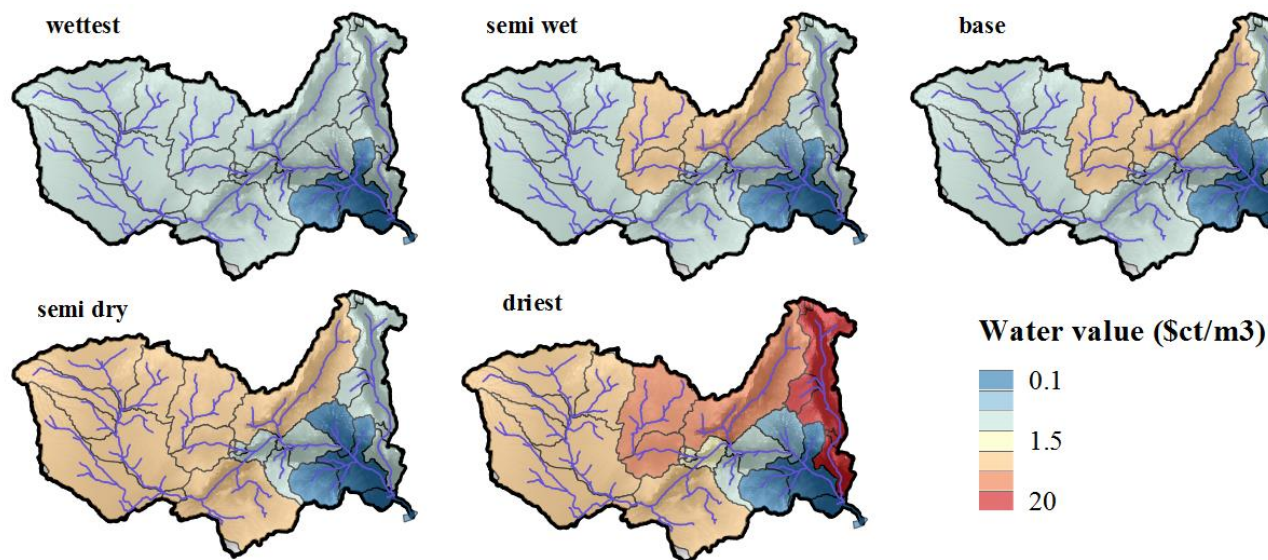 wettest
semi wet
base
semi dry
driest
Water value ($ct/m3)
0.1
1.5
20